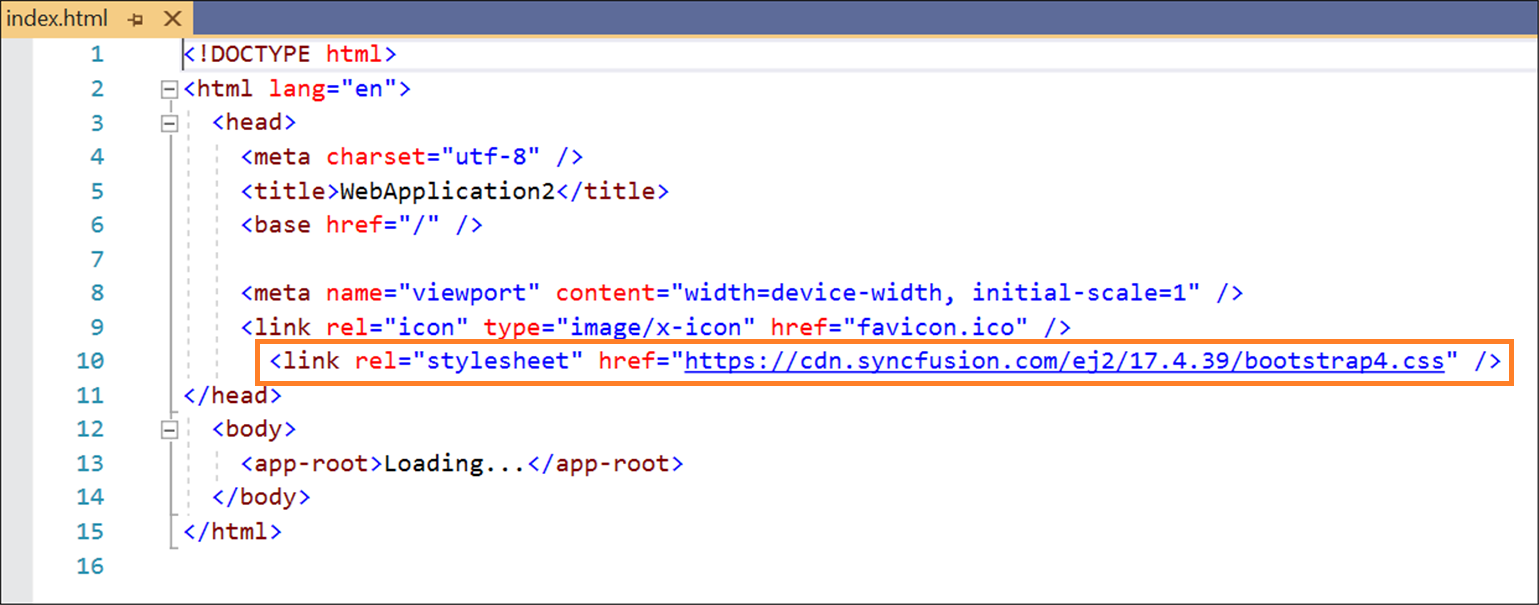 index.html
1 <!DOCTYPE html>
2 <html lang="en">
3 <head>
4 <meta charset="utf-8" />
5 <title>WebApplication2</title>
6 <base href="/" />
7
8 <meta name="viewport" content="width=device-width, initial-scale=1" />
9 <link rel="icon" type="image/x-icon" href="favicon.ico" />
10 <link rel="stylesheet" href="https://cdn.syncfusion.com/ej2/17.4.39/bootstrap4.css" />
11 </head>
12 <body>
13 <app-root>Loading...</app-root>
14 </body>
15 </html>
16